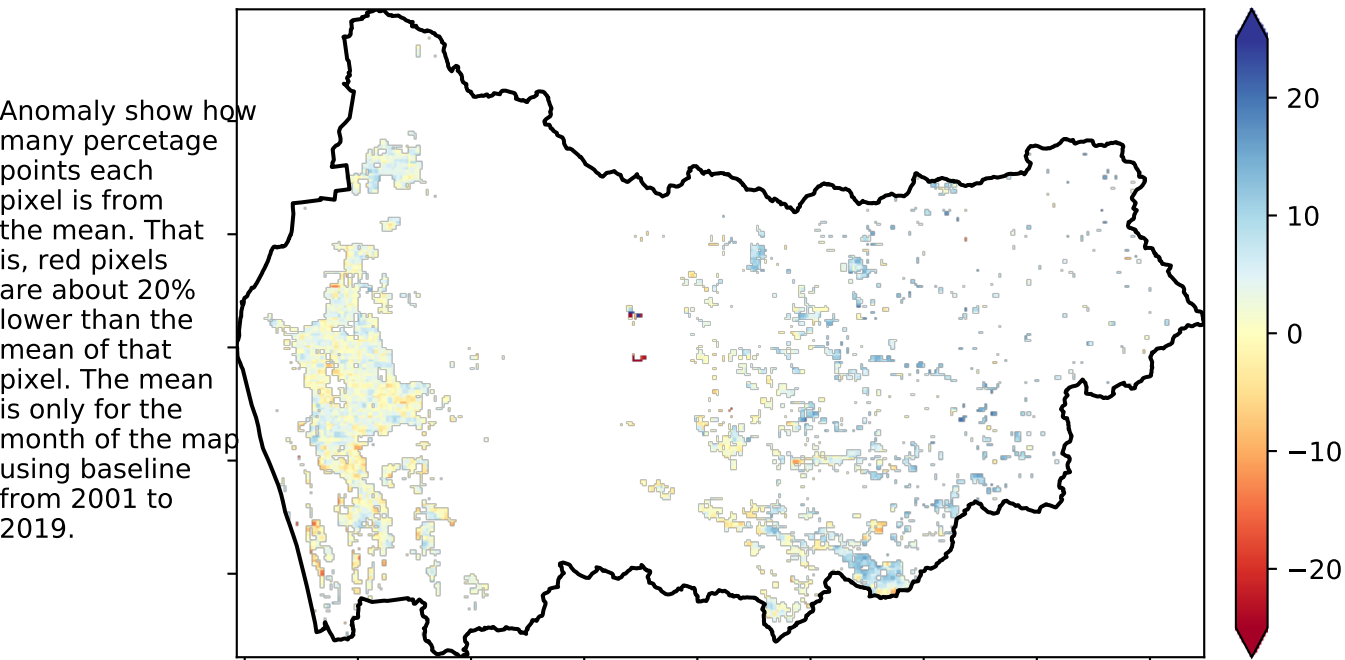 Anomaly show how
many percetage
points each
pixel is from
the mean. That
is, red pixels
are about 20%
lower than the
mean of that
pixel. The mean
is only for the
month of the map
using baseline
from 2001 to
2019.
20
10
0
−10
−20